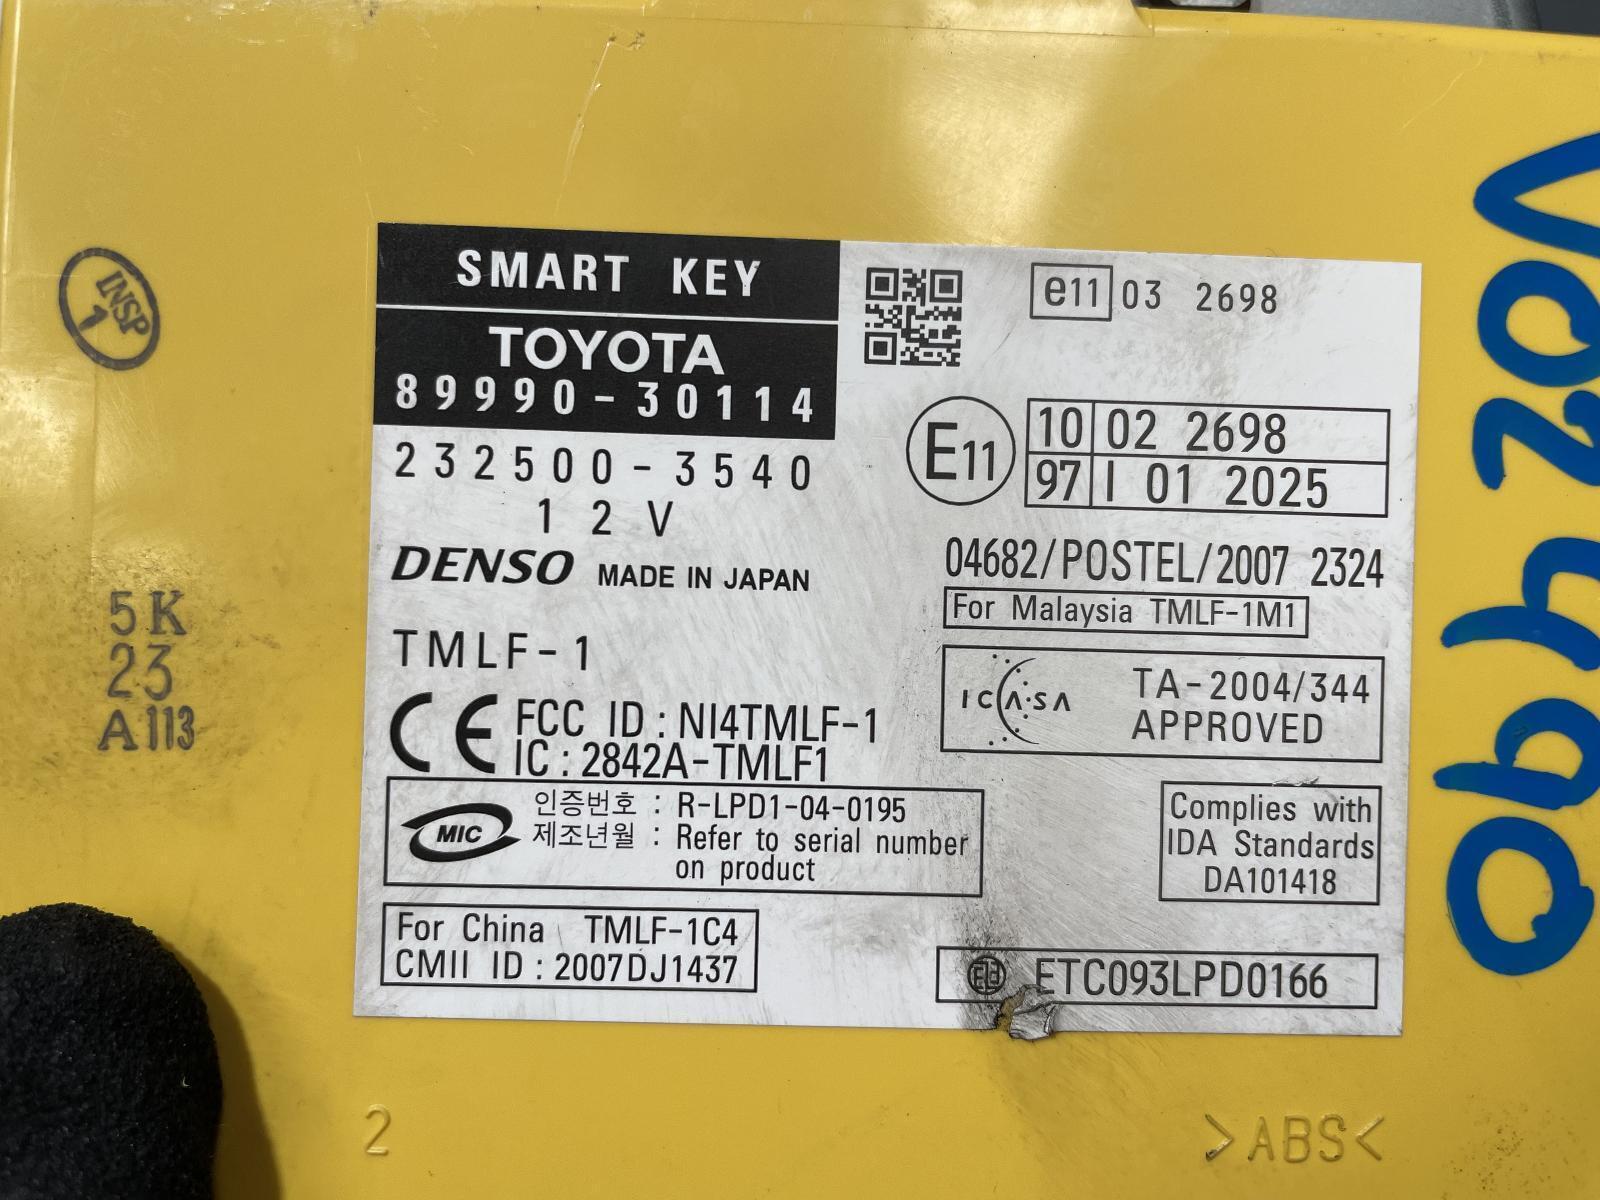 SMART KEY
TOYOTA
89990-30114
232500-3540
12V
DENSO MADE IN JAPAN
TMLF-1
CE FCC ID : NI4TMLF-1
IC : 2842A-TMLF1
MIC 인증번호 : R-LPD1-04-0195
제조년월 : Refer to serial number
on product
For China TMLF-1C4
CMII ID : 2007DJ1437
e11 03 2698
E11 10 02 2698
97 I 01 2025
04682/POSTEL/2007 2324
For Malaysia TMLF-1M1
ICASA TA-2004/344
APPROVED
Complies with
IDA Standards
DA101418
ETC093LPD0166
INSP
1
5K
23
A113
2
>ABS<